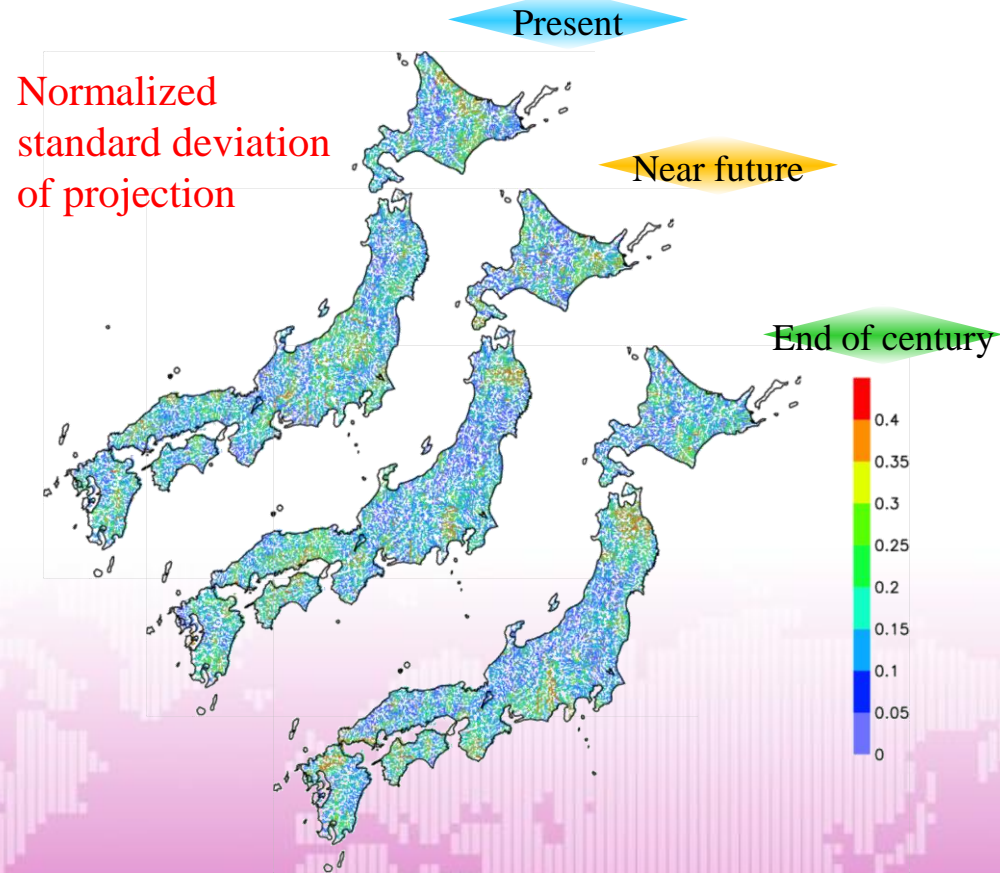 Present
Normalized
standard deviation
of projection
Near future
End of century
0.4
0.35
0.3
0.25
0.2
0.15
0.1
0.05
0